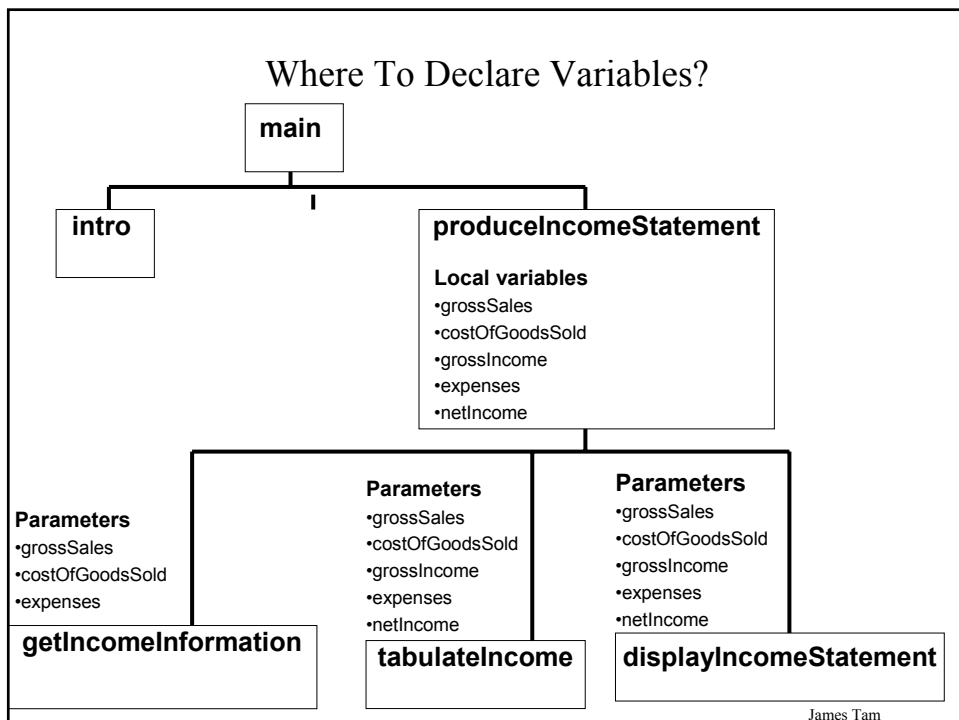 Where To Declare Variables?
main
intro
produceIncomeStatement
Local variables
•grossSales
•costOfGoodsSold
•grossIncome
•expenses
•netIncome
Parameters
•grossSales
•costOfGoodsSold
•expenses
getIncomeInformation
Parameters
•grossSales
•costOfGoodsSold
•grossIncome
•expenses
•netIncome
tabulateIncome
Parameters
•grossSales
•costOfGoodsSold
•grossIncome
•expenses
•netIncome
displayIncomeStatement
James Tam